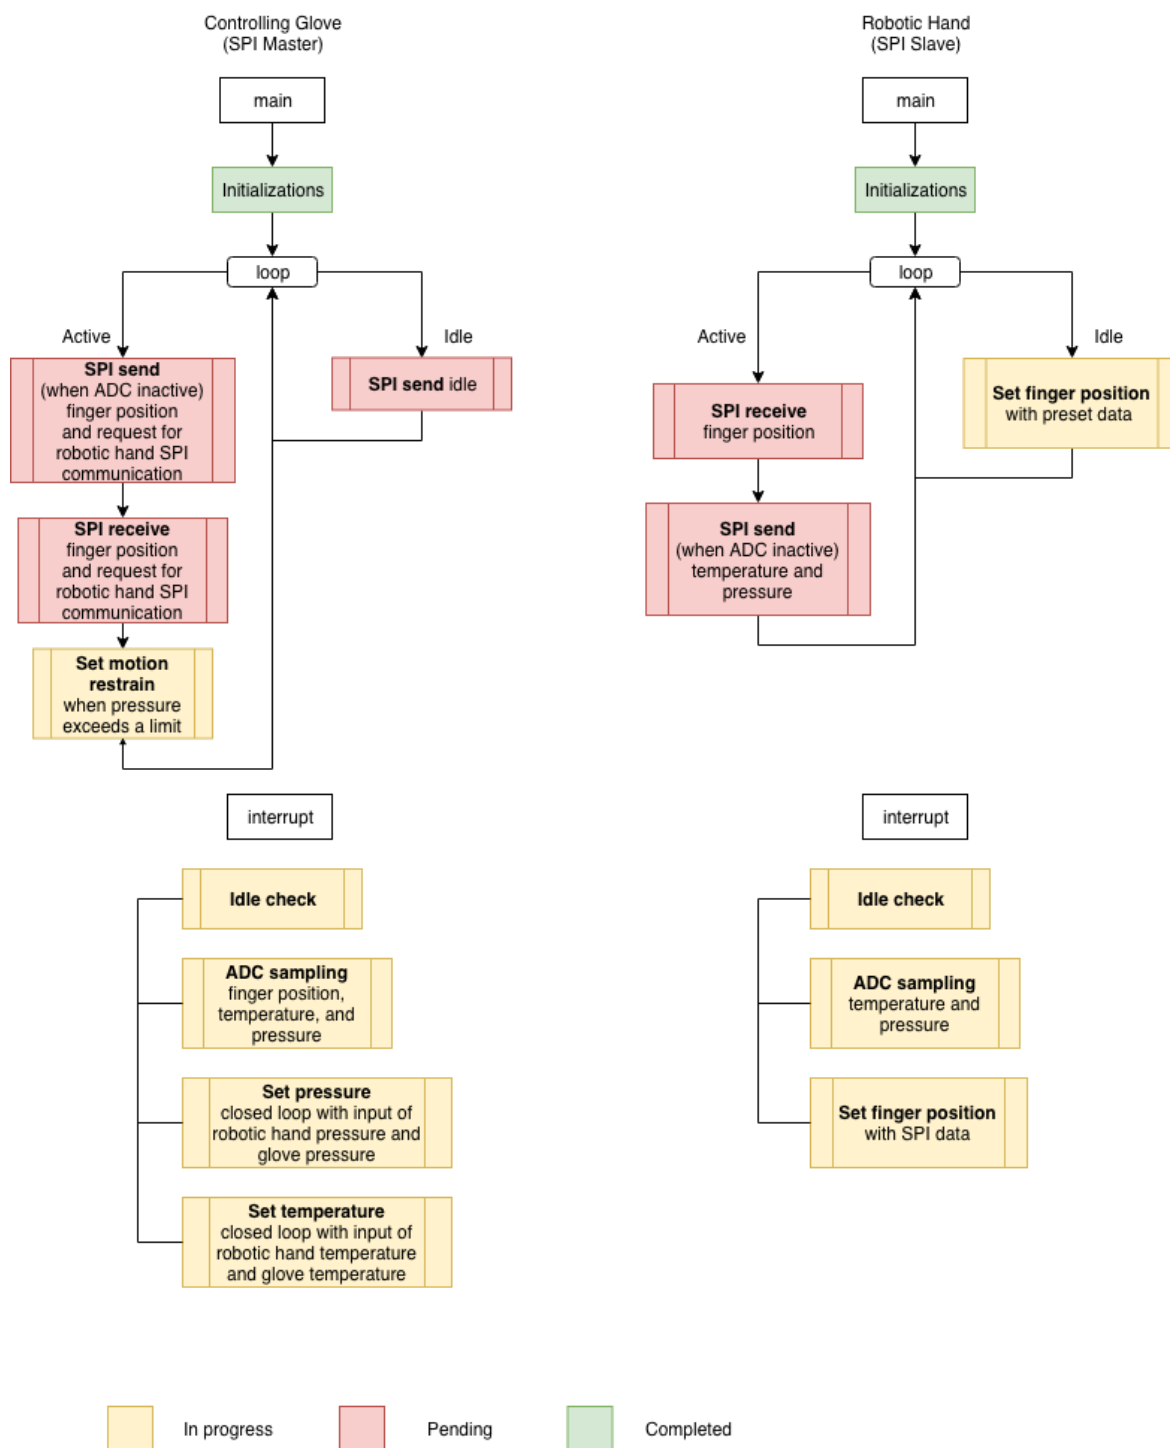 Controlling Glove
(SPI Master)
main
Initializations
loop
Active
Idle
SPI send
(when ADC inactive)
finger position
and request for
robotic hand SPI
communication
SPI send idle
SPI receive
finger position
and request for
robotic hand SPI
communication
Set motion
restrain
when pressure
exceeds a limit
interrupt
Idle check
ADC sampling
finger position,
temperature, and
pressure
Set pressure
closed loop with input of
robotic hand pressure and
glove pressure
Set temperature
closed loop with input of
robotic hand temperature
and glove temperature
Robotic Hand
(SPI Slave)
main
Initializations
loop
Active
Idle
SPI receive
finger position
Set finger position
with preset data
SPI send
(when ADC inactive)
temperature and
pressure
interrupt
Idle check
ADC sampling
temperature and
pressure
Set finger position
with SPI data
In progress
Pending
Completed